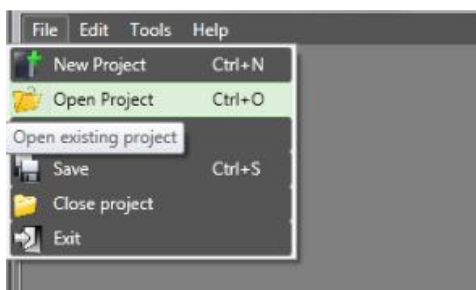 File Edit Tools Help
New Project Ctrl+N
Open Project Ctrl+O
Open existing project
Save Ctrl+S
Close project
Exit